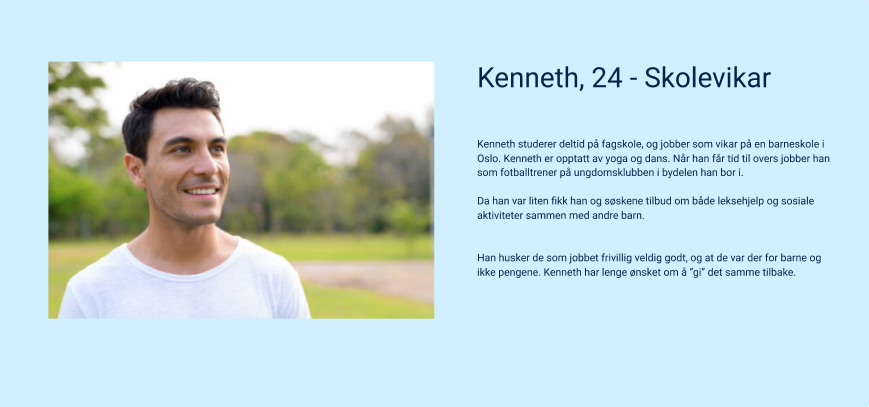 Kenneth, 24 - Skolevikar
Kenneth studerer deltid på fagskole, og jobber som vikar på en barneskole i
Oslo. Kenneth er opptatt av yoga og dans. Når han får tid til overs jobber han
som fotballtrener på ungdomsklubben i bydelen han bor i.
Da han var liten fikk han og søskene tilbud om både leksehjelp og sosiale
aktiviteter sammen med andre barn.
Han husker de som jobbet frivillig veldig godt, og at de var der for barne og
ikke pengene. Kenneth har lenge ønsket om å “gi” det samme tilbake.